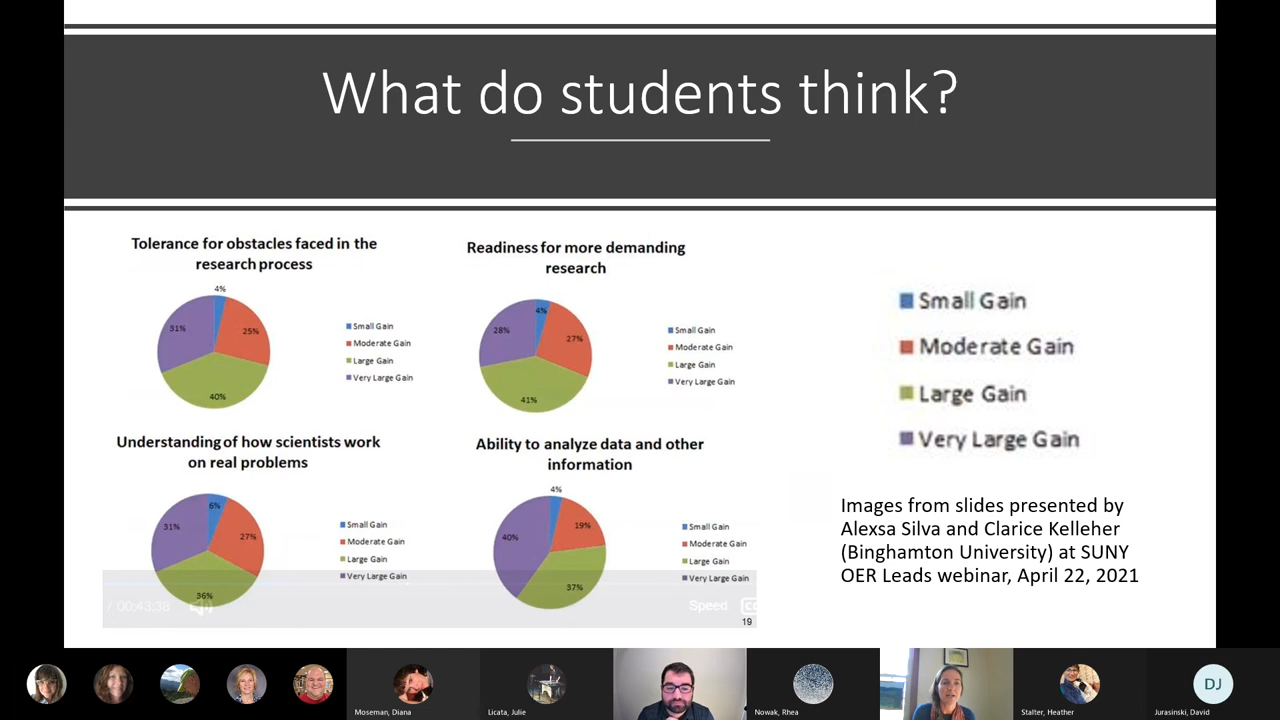 What do students think?
Tolerance for obstacles faced in the
research process
4%
25%
40%
31%
Small Gain
Moderate Gain
Large Gain
Very Large Gain
Readiness for more demanding
research
4%
27%
41%
28%
Small Gain
Moderate Gain
Large Gain
Very Large Gain
Understanding of how scientists work
on real problems
6%
27%
36%
31%
Small Gain
Moderate Gain
Large Gain
Very Large Gain
Ability to analyze data and other
information
4%
19%
37%
40%
Small Gain
Moderate Gain
Large Gain
Very Large Gain
/ 00:43:38
Speed
CC
19
Small Gain
Moderate Gain
Large Gain
Very Large Gain
Images from slides presented by
Alexsa Silva and Clarice Kelleher
(Binghamton University) at SUNY
OER Leads webinar, April 22, 2021
Moseman, Diana
Licata, Julie
Nowak, Rhea
Stalter, Heather
DJ
Jurasinski, David